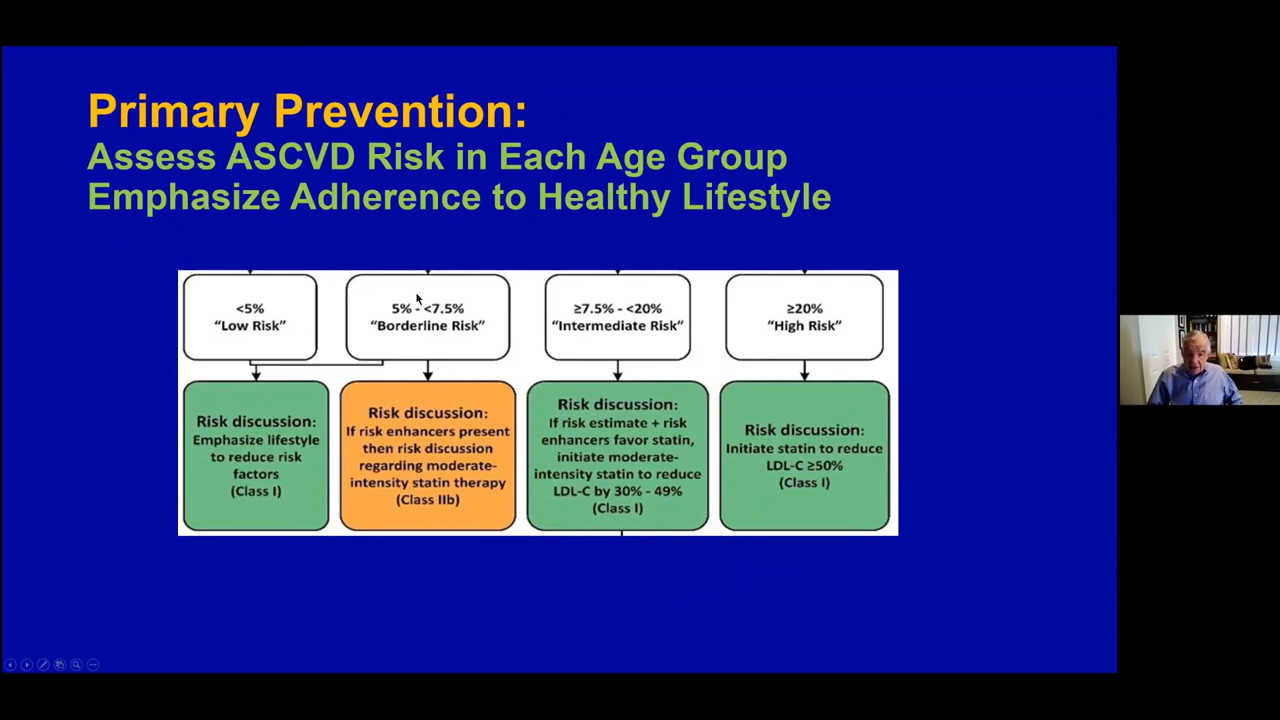 Primary Prevention:
Assess ASCVD Risk in Each Age Group
Emphasize Adherence to Healthy Lifestyle
<5%
“Low Risk”
5% - <7.5%
“Borderline Risk”
≥7.5% - <20%
“Intermediate Risk”
≥20%
“High Risk”
Risk discussion:
Emphasize lifestyle
to reduce risk
factors
(Class I)
Risk discussion:
If risk enhancers present
then risk discussion
regarding moderate-
intensity statin therapy
(Class IIb)
Risk discussion:
If risk estimate + risk
enhancers favor statin,
initiate moderate-
intensity statin to reduce
LDL-C by 30% - 49%
(Class I)
Risk discussion:
Initiate statin to reduce
LDL-C ≥50%
(Class I)